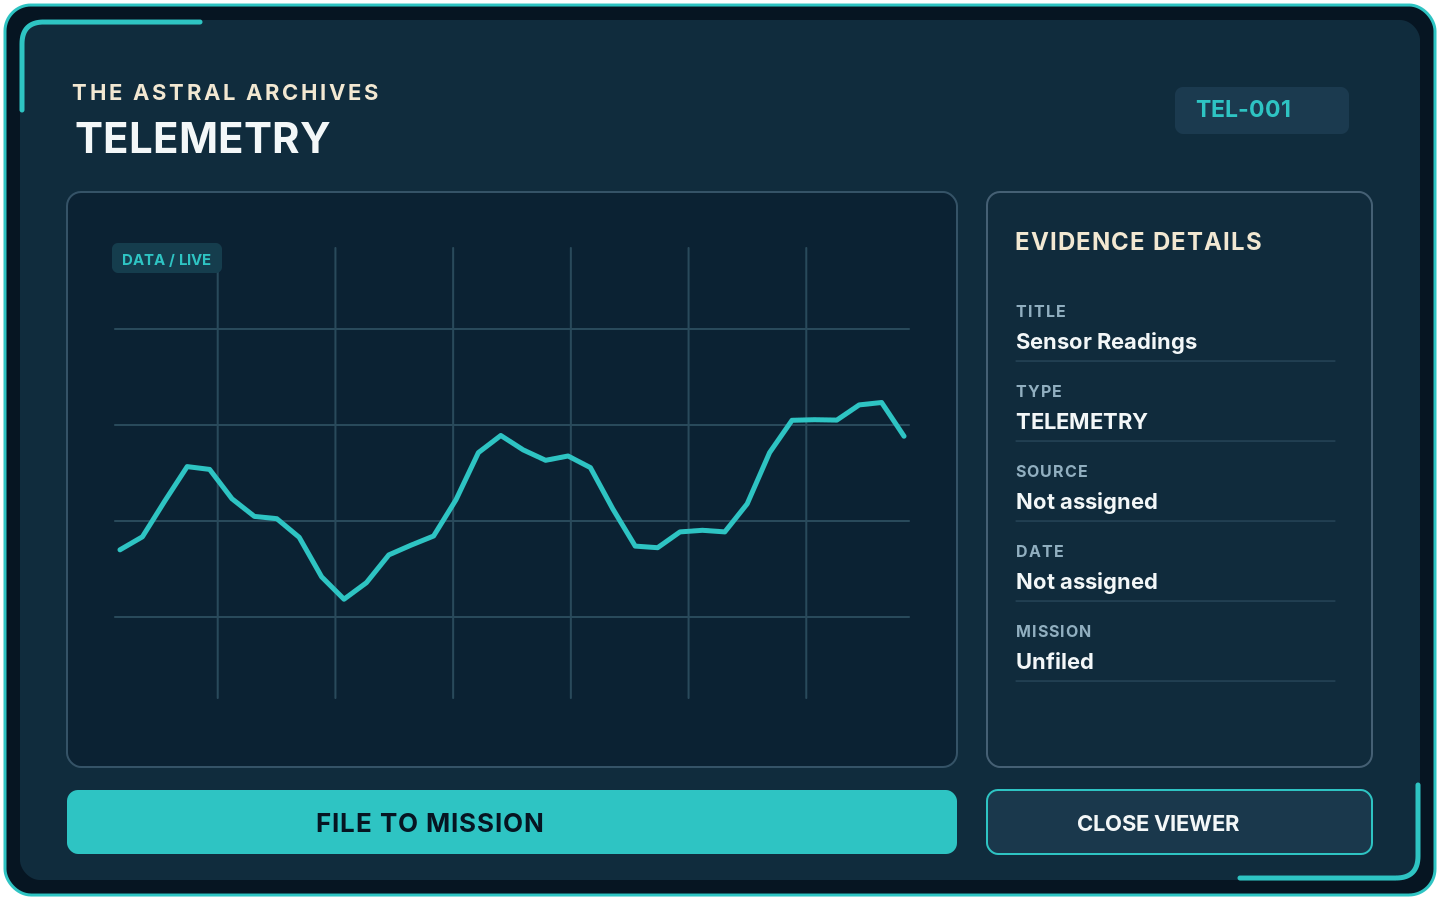 THE ASTRAL ARCHIVES
TELEMETRY
TEL-001
DATA / LIVE
EVIDENCE DETAILS
TITLE
Sensor Readings
TYPE
TELEMETRY
SOURCE
Not assigned
DATE
Not assigned
MISSION
Unfiled
FILE TO MISSION
CLOSE VIEWER